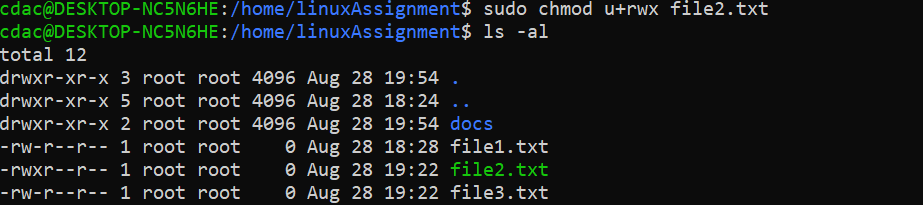 cdac@DESKTOP-NC5N6HE:/home/linuxAssignment$ sudo chmod u+rwx file2.txt
cdac@DESKTOP-NC5N6HE:/home/linuxAssignment$ ls -al
total 12
drwxr-xr-x 3 root root 4096 Aug 28 19:54 .
drwxr-xr-x 5 root root 4096 Aug 28 18:24 ..
drwxr-xr-x 2 root root 4096 Aug 28 19:54 docs
-rw-r--r-- 1 root root    0 Aug 28 18:28 file1.txt
-rwxr--r-- 1 root root    0 Aug 28 19:22 file2.txt
-rw-r--r-- 1 root root    0 Aug 28 19:22 file3.txt